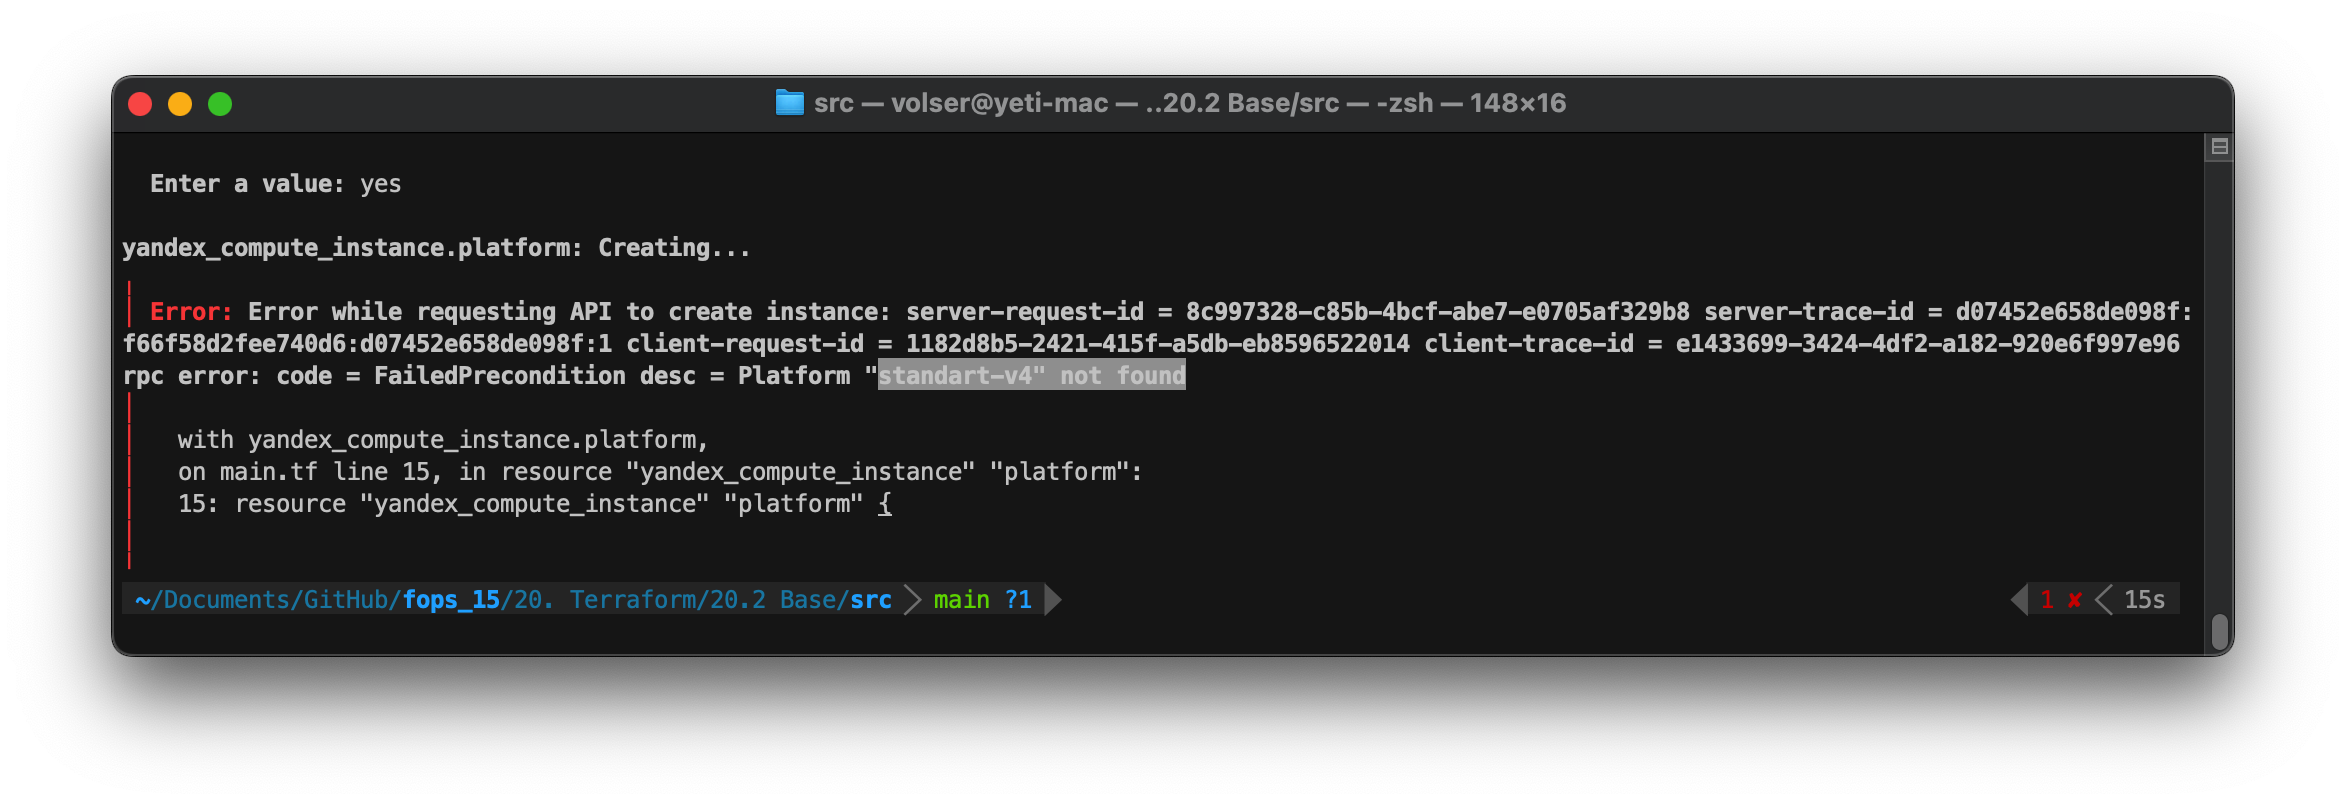 src — volser@yeti-mac — ..20.2 Base/src — -zsh — 148×16
Enter a value: yes
yandex_compute_instance.platform: Creating...
Error: Error while requesting API to create instance: server-request-id = 8c997328-c85b-4bcf-abe7-e0705af329b8 server-trace-id = d07452e658de098f:
f66f58d2fee740d6:d07452e658de098f:1 client-request-id = 1182d8b5-2421-415f-a5db-eb8596522014 client-trace-id = e1433699-3424-4df2-a182-920e6f997e96
rpc error: code = FailedPrecondition desc = Platform "standart-v4" not found
with yandex_compute_instance.platform,
on main.tf line 15, in resource "yandex_compute_instance" "platform":
15: resource "yandex_compute_instance" "platform" {
~/Documents/GitHub/fops_15/20. Terraform/20.2 Base/src main ?1 1 ✘ 15s